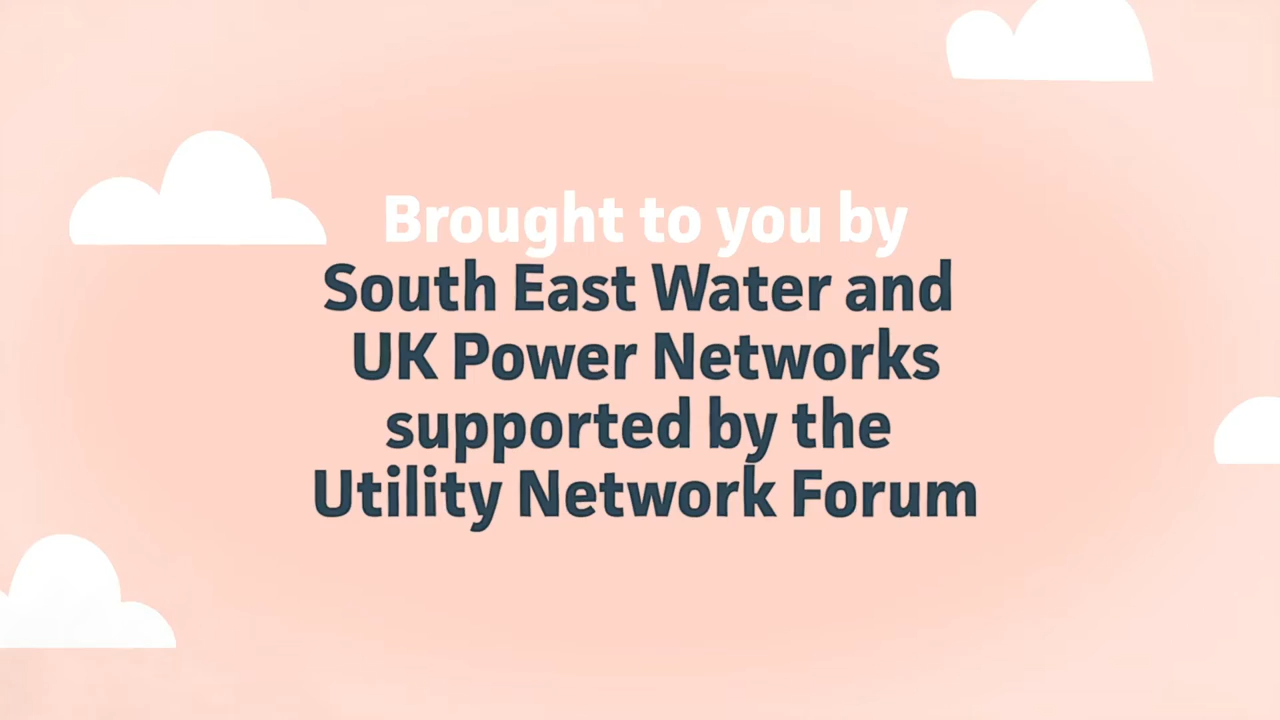 Brought to you by
South East Water and
UK Power Networks
supported by the
Utility Network Forum